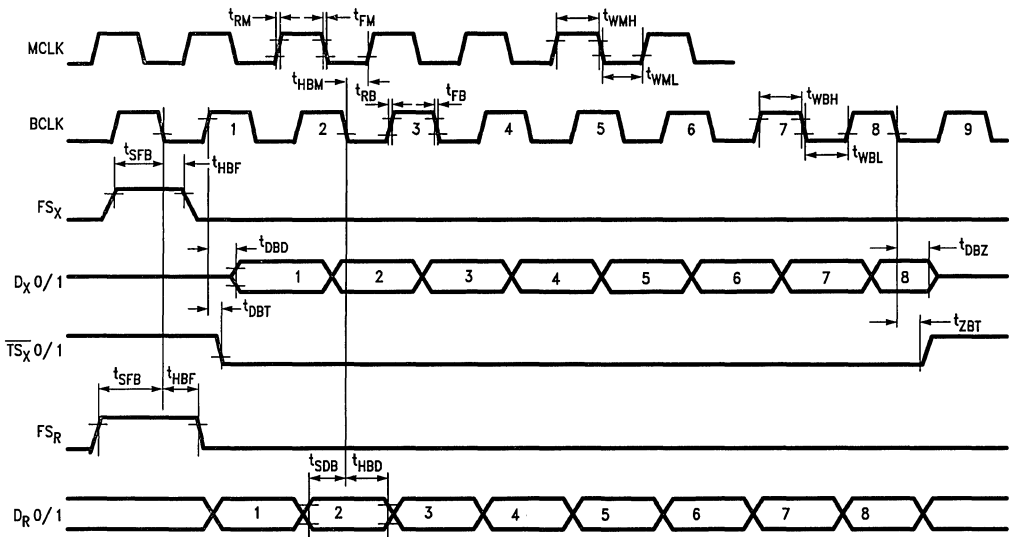 tRM tFM tWMH
MCLK
tHBM tWML
tRB tFB tWBH
BCLK 1 2 3 4 5 6 7 8 9
tSFB tHBF tWBL
FSX
tDBD tDBZ
DX 0/1 1 2 3 4 5 6 7 8
tDBT tZBT
TSX 0/1
tSFB tHBF
FSR
tSDB tHBD
DR 0/1 1 2 3 4 5 6 7 8